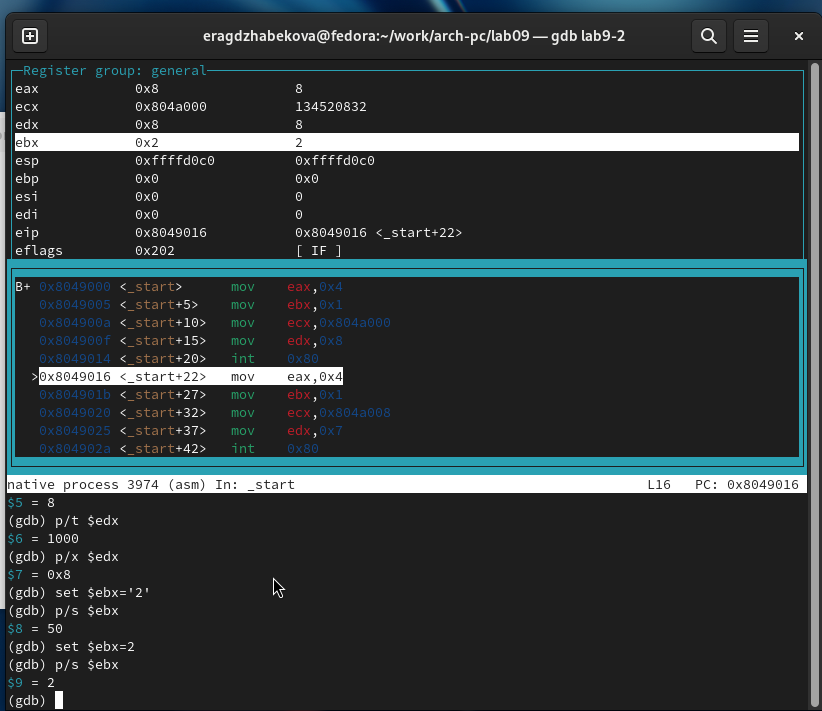 eragdzhabekova@fedora:~/work/arch-pc/lab09 — gdb lab9-2
Register group: general
eax 0x8 8
ecx 0x804a000 134520832
edx 0x8 8
ebx 0x2 2
esp 0xffffd0c0 0xffffd0c0
ebp 0x0 0x0
esi 0x0 0
edi 0x0 0
eip 0x8049016 0x8049016 <_start+22>
eflags 0x202 [ IF ]
B+ 0x8049000 <_start> mov eax,0x4
0x8049005 <_start+5> mov ebx,0x1
0x804900a <_start+10> mov ecx,0x804a000
0x804900f <_start+15> mov edx,0x8
0x8049014 <_start+20> int 0x80
>0x8049016 <_start+22> mov eax,0x4
0x804901b <_start+27> mov ebx,0x1
0x8049020 <_start+32> mov ecx,0x804a008
0x8049025 <_start+37> mov edx,0x7
0x804902a <_start+42> int 0x80
native process 3974 (asm) In: _start L16 PC: 0x8049016
$5 = 8
(gdb) p/t $edx
$6 = 1000
(gdb) p/x $edx
$7 = 0x8
(gdb) set $ebx='2'
(gdb) p/s $ebx
$8 = 50
(gdb) set $ebx=2
(gdb) p/s $ebx
$9 = 2
(gdb)